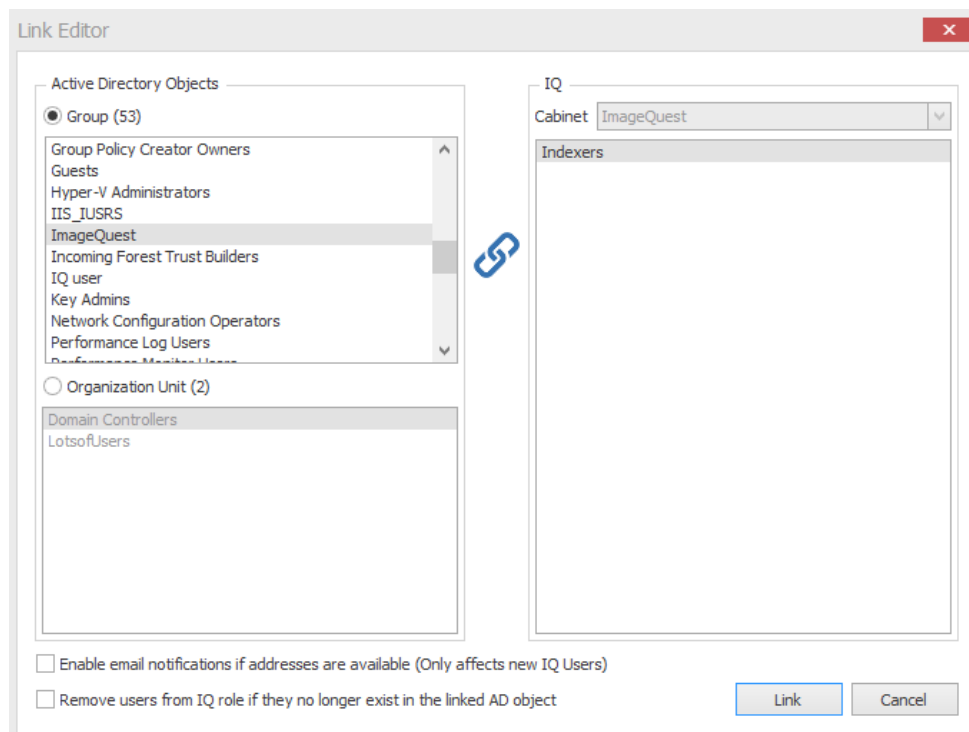 Link Editor
Active Directory Objects
Group (53)
Group Policy Creator Owners
Guests
Hyper-V Administrators
IIS_IUSRS
ImageQuest
Incoming Forest Trust Builders
IQ user
Key Admins
Network Configuration Operators
Performance Log Users
Performance Monitor Users
Organization Unit (2)
Domain Controllers
LotsofUsers
IQ
Cabinet ImageQuest
Indexers
Enable email notifications if addresses are available (Only affects new IQ Users)
Remove users from IQ role if they no longer exist in the linked AD object
Link Cancel